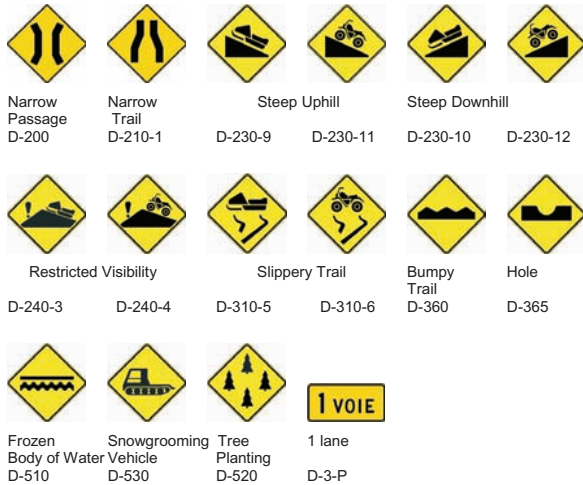 Narrow Passage
D-200
Narrow Trail
D-210-1
Steep Uphill
D-230-9 D-230-11
Steep Downhill
D-230-10 D-230-12
! !
Restricted Visibility
D-240-3 D-240-4
Slippery Trail
D-310-5 D-310-6
Bumpy
Trail
D-360
Hole
D-365
Frozen
Body of Water
D-510
Snowgrooming
Vehicle
D-530
Tree
Planting
D-520
1 VOIE
1 lane
D-3-P